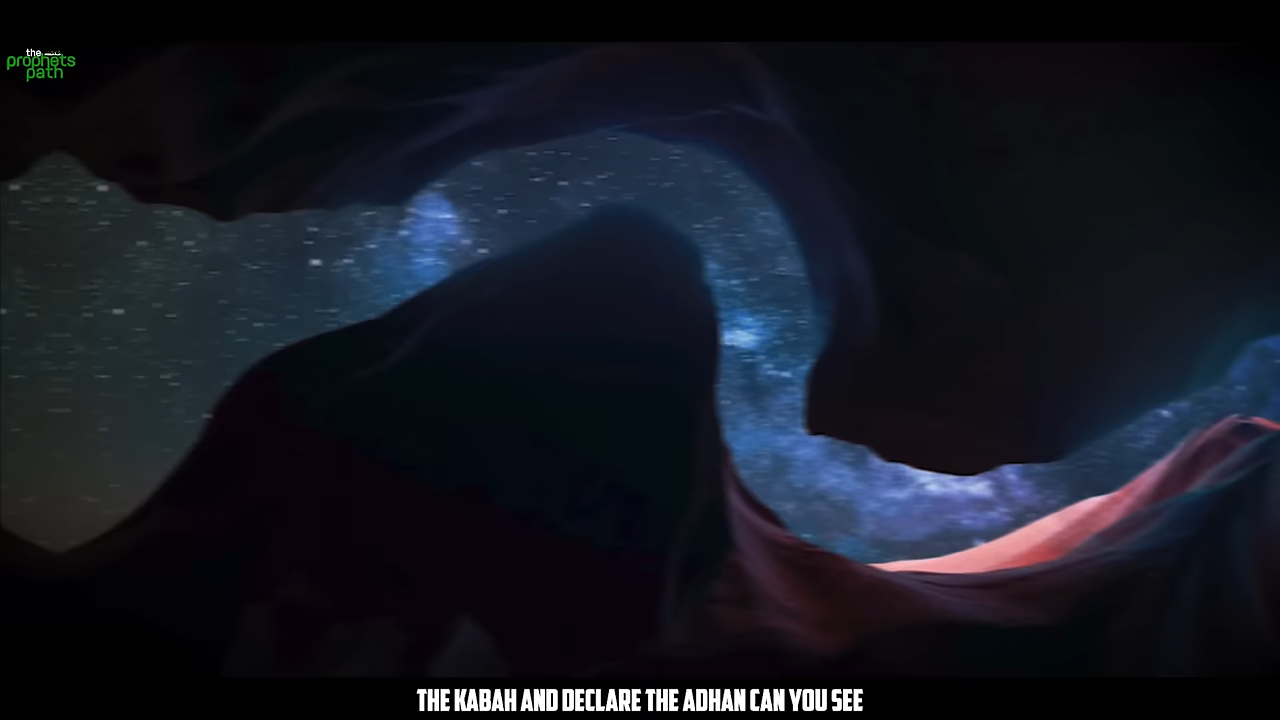 the
prophets
path
THE KABAH AND DECLARE THE ADHAN CAN YOU SEE